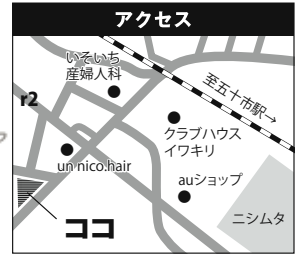 アクセス
いそいち
産婦人科
至五十市駅→
r2
クラブハウス
イワキリ
un nico.hair
auショップ
ニシムタ
ココ